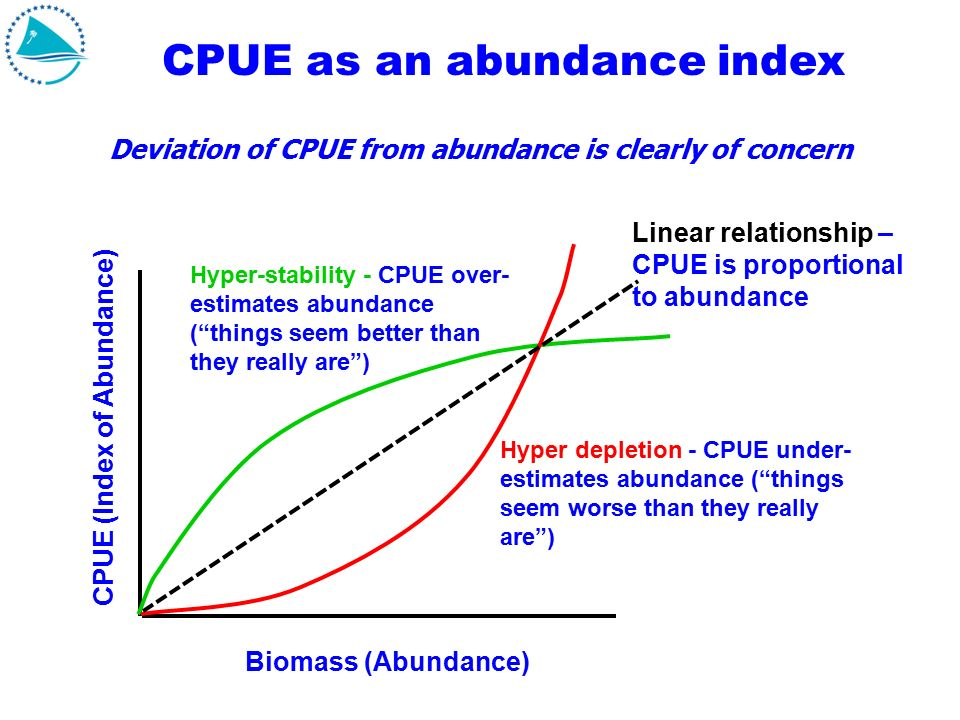 CPUE as an abundance index
Deviation of CPUE from abundance is clearly of concern
Linear relationship –
CPUE is proportional
to abundance
Hyper-stability - CPUE over-
estimates abundance
(“things seem better than
they really are”)
Hyper depletion - CPUE under-
estimates abundance (“things
seem worse than they really
are”)
CPUE (Index of Abundance)
Biomass (Abundance)